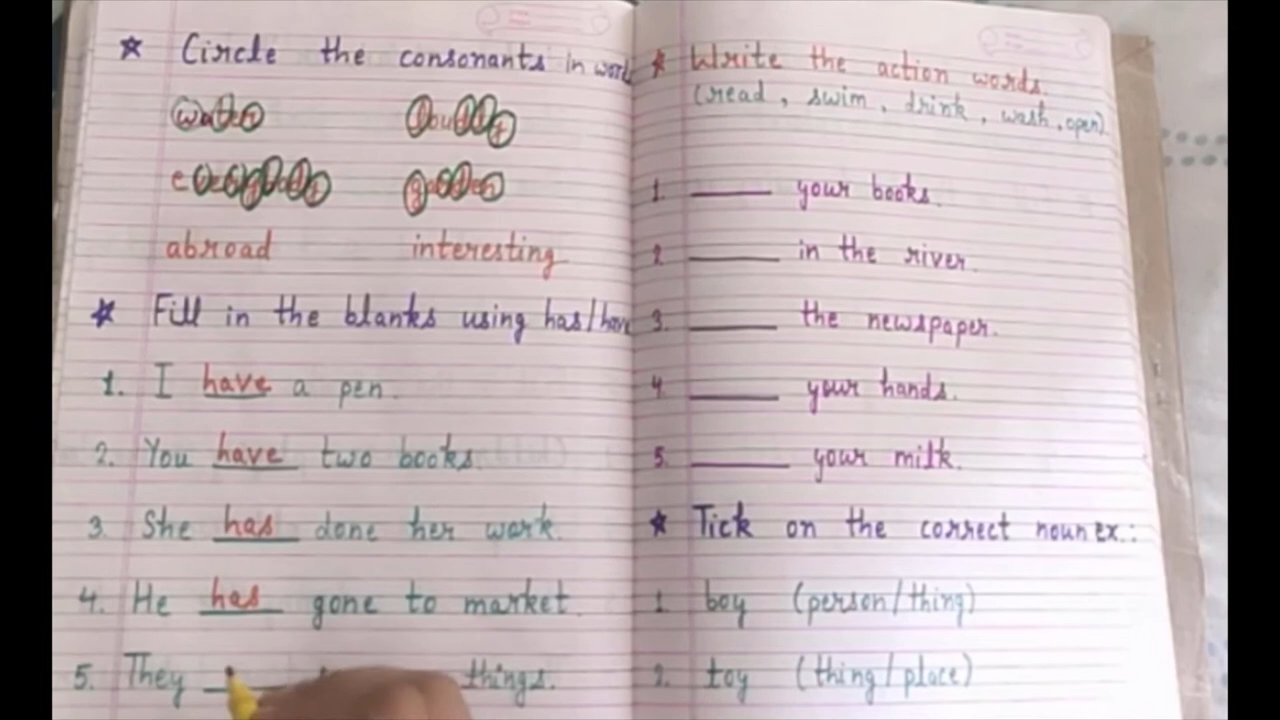 * Circle the consonants in
water
garden
abroad interesting
* Fill in the blanks using has/have
1. I have a pen.
2. You have two books.
3. She has done her work.
4. He has gone to market.
5. They things.
* Write the action words.
(read, swim, drink, wash, open)
1. your books.
2. in the river.
3. the newspaper.
4. your hands.
5. your milk.
* Tick on the correct noun ex.:
1. boy (person/thing)
2. toy (thing/place)